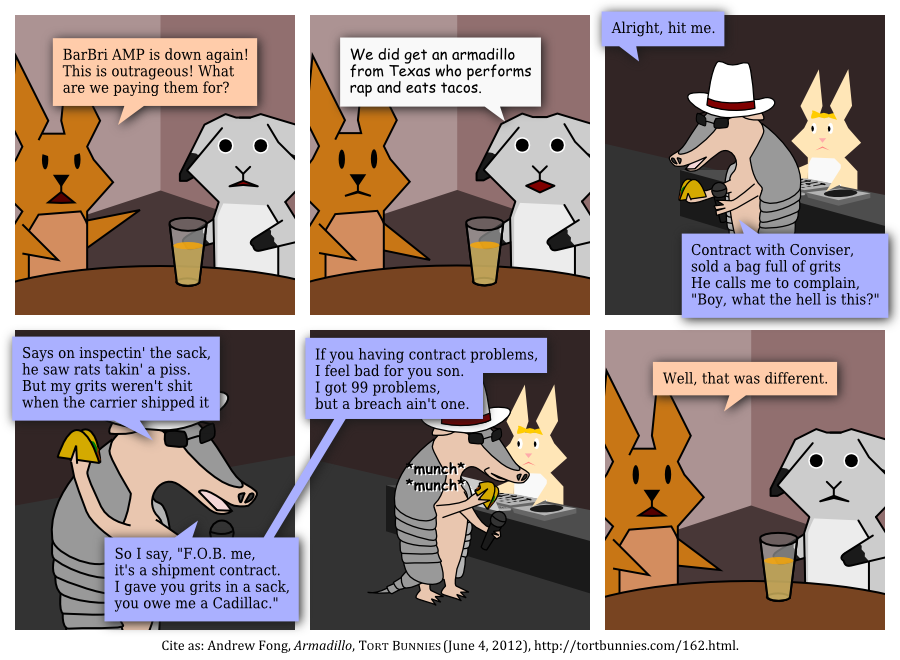 BarBri AMP is down again!
This is outrageous! What
are we paying them for?
We did get an armadillo
from Texas who performs
rap and eats tacos.
Alright, hit me.
Contract with Conviser,
sold a bag full of grits
He calls me to complain,
"Boy, what the hell is this?"
Says on inspectin' the sack,
he saw rats takin' a piss.
But my grits weren't shit
when the carrier shipped it
So I say, "F.O.B. me,
it's a shipment contract.
I gave you grits in a sack,
you owe me a Cadillac."
If you having contract problems,
I feel bad for you son.
I got 99 problems,
but a breach ain't one.
*munch*
*munch*
Well, that was different.
Cite as: Andrew Fong, Armadillo, TORT BUNNIES (June 4, 2012), http://tortbunnies.com/162.html.